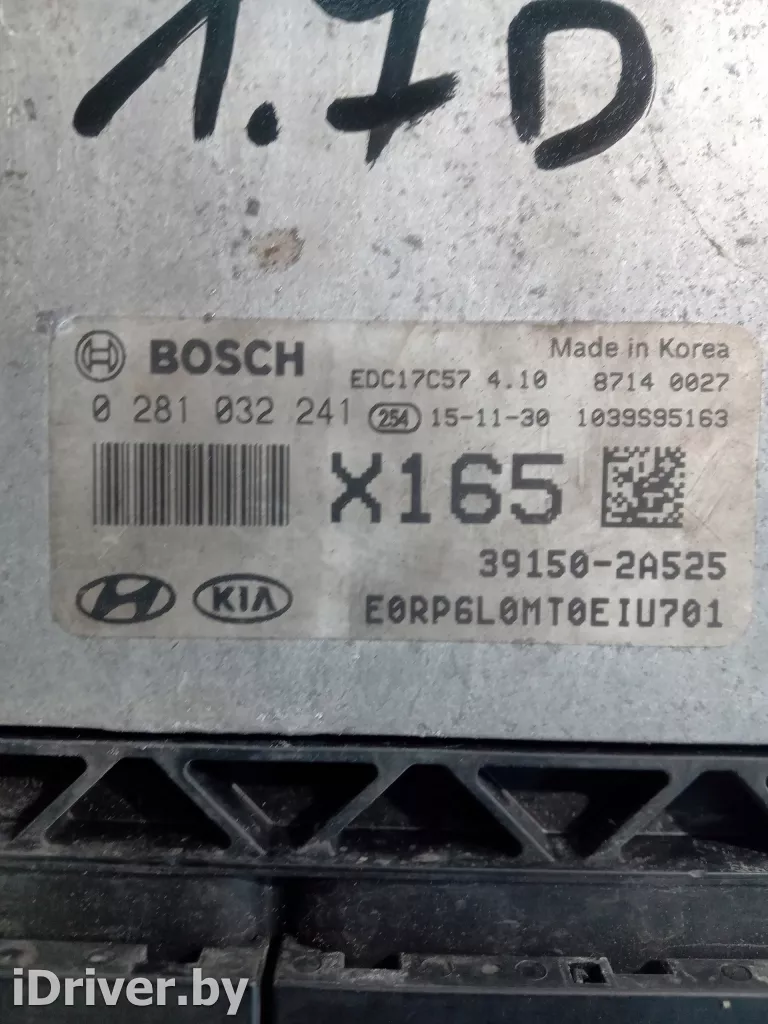 1.7D
BOSCH
Made in Korea
EDC17C57 4.10 8714 0027
0 281 032 241 254 15-11-30 1039S95163
X165
39150-2A525
KIA E0RP6L0MT0EIU701
iDriver.by